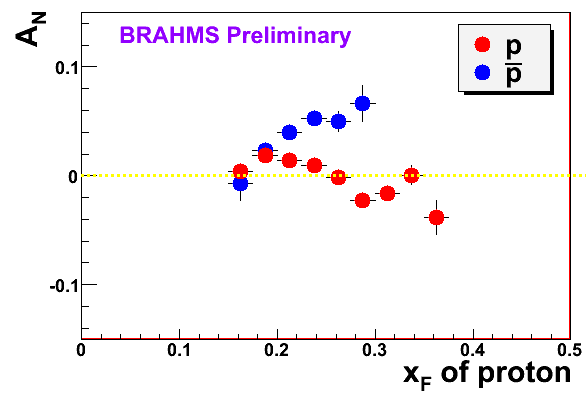 A_N
BRAHMS Preliminary
p
p̅
0.1
0
-0.1
0 0.1 0.2 0.3 0.4 0.5
x_F of proton